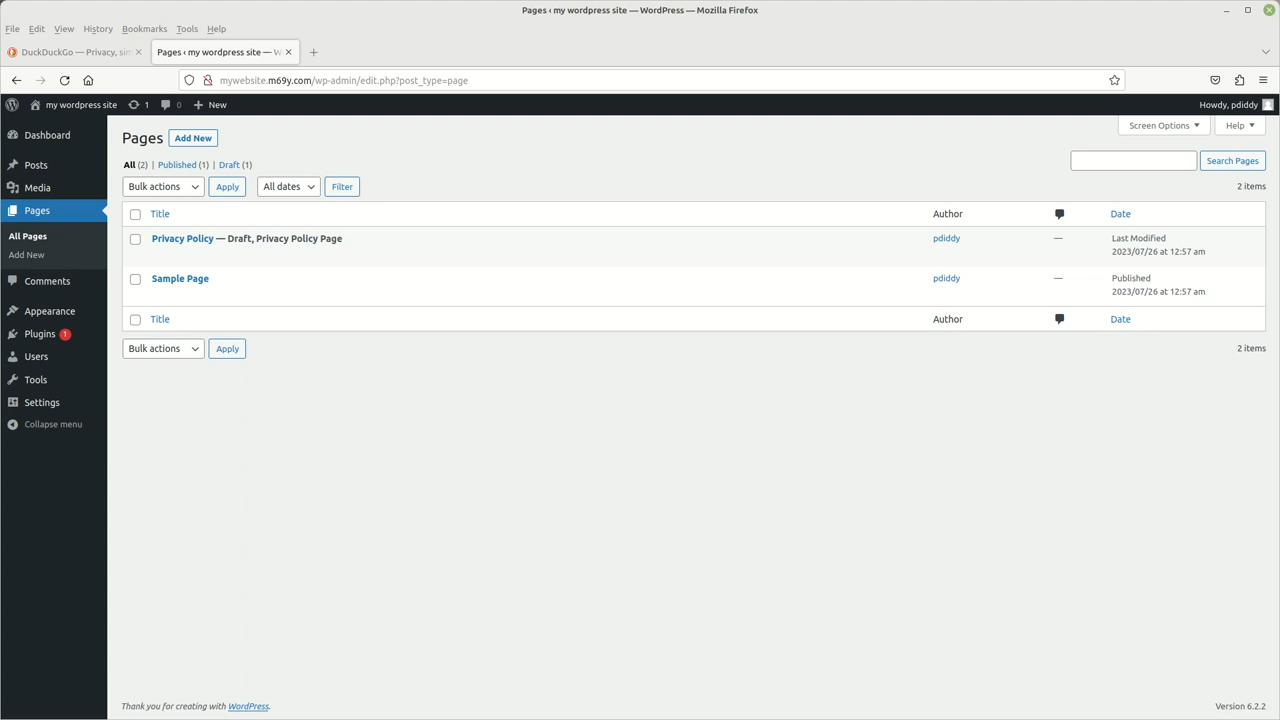 Pages ‹ my wordpress site — WordPress — Mozilla Firefox
File Edit View History Bookmarks Tools Help
DuckDuckGo — Privacy, sim
Pages ‹ my wordpress site — W
mywebsite.m69y.com/wp-admin/edit.php?post_type=page
my wordpress site 1 0 New Howdy, pdiddy
Dashboard
Posts
Media
Pages
All Pages
Add New
Comments
Appearance
Plugins 1
Users
Tools
Settings
Collapse menu
Screen Options Help
Pages Add New
All (2) | Published (1) | Draft (1)
Search Pages
Bulk actions Apply All dates Filter 2 items
Title Author Date
Privacy Policy — Draft, Privacy Policy Page pdiddy — Last Modified
2023/07/26 at 12:57 am
Sample Page pdiddy — Published
2023/07/26 at 12:57 am
Title Author Date
Bulk actions Apply 2 items
Thank you for creating with WordPress. Version 6.2.2